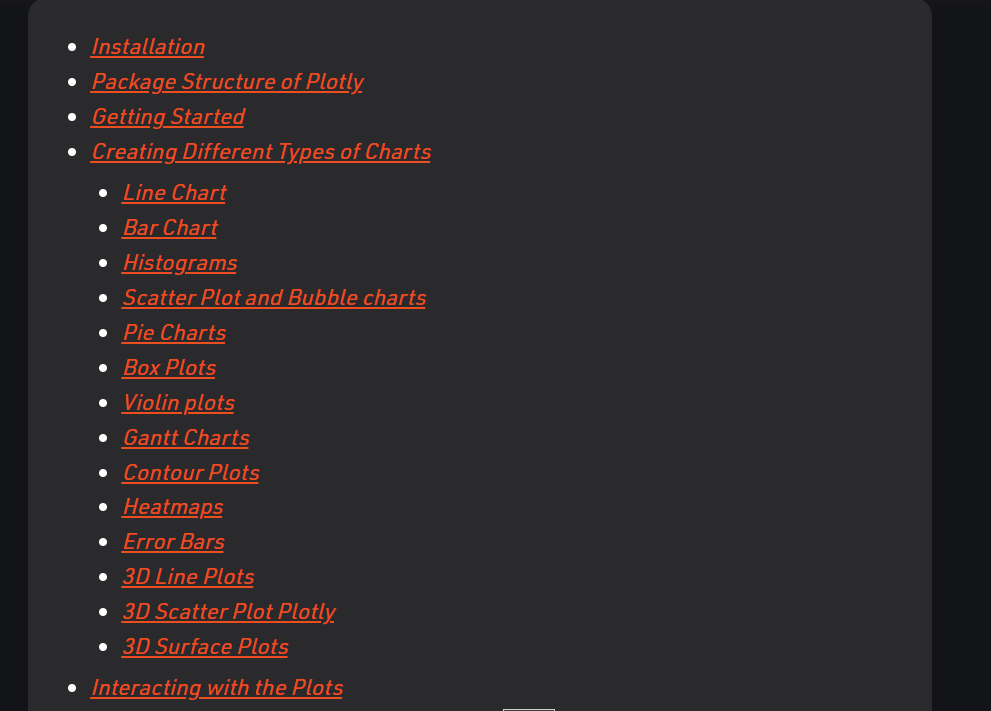 Installation
Package Structure of Plotly
Getting Started
Creating Different Types of Charts
Line Chart
Bar Chart
Histograms
Scatter Plot and Bubble charts
Pie Charts
Box Plots
Violin plots
Gantt Charts
Contour Plots
Heatmaps
Error Bars
3D Line Plots
3D Scatter Plot Plotly
3D Surface Plots
Interacting with the Plots